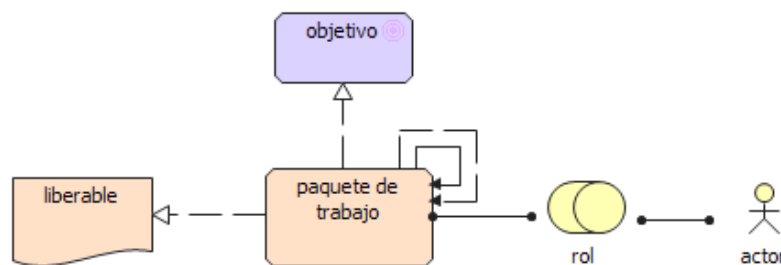 objetivo
liberable
paquete de
trabajo
rol
actor